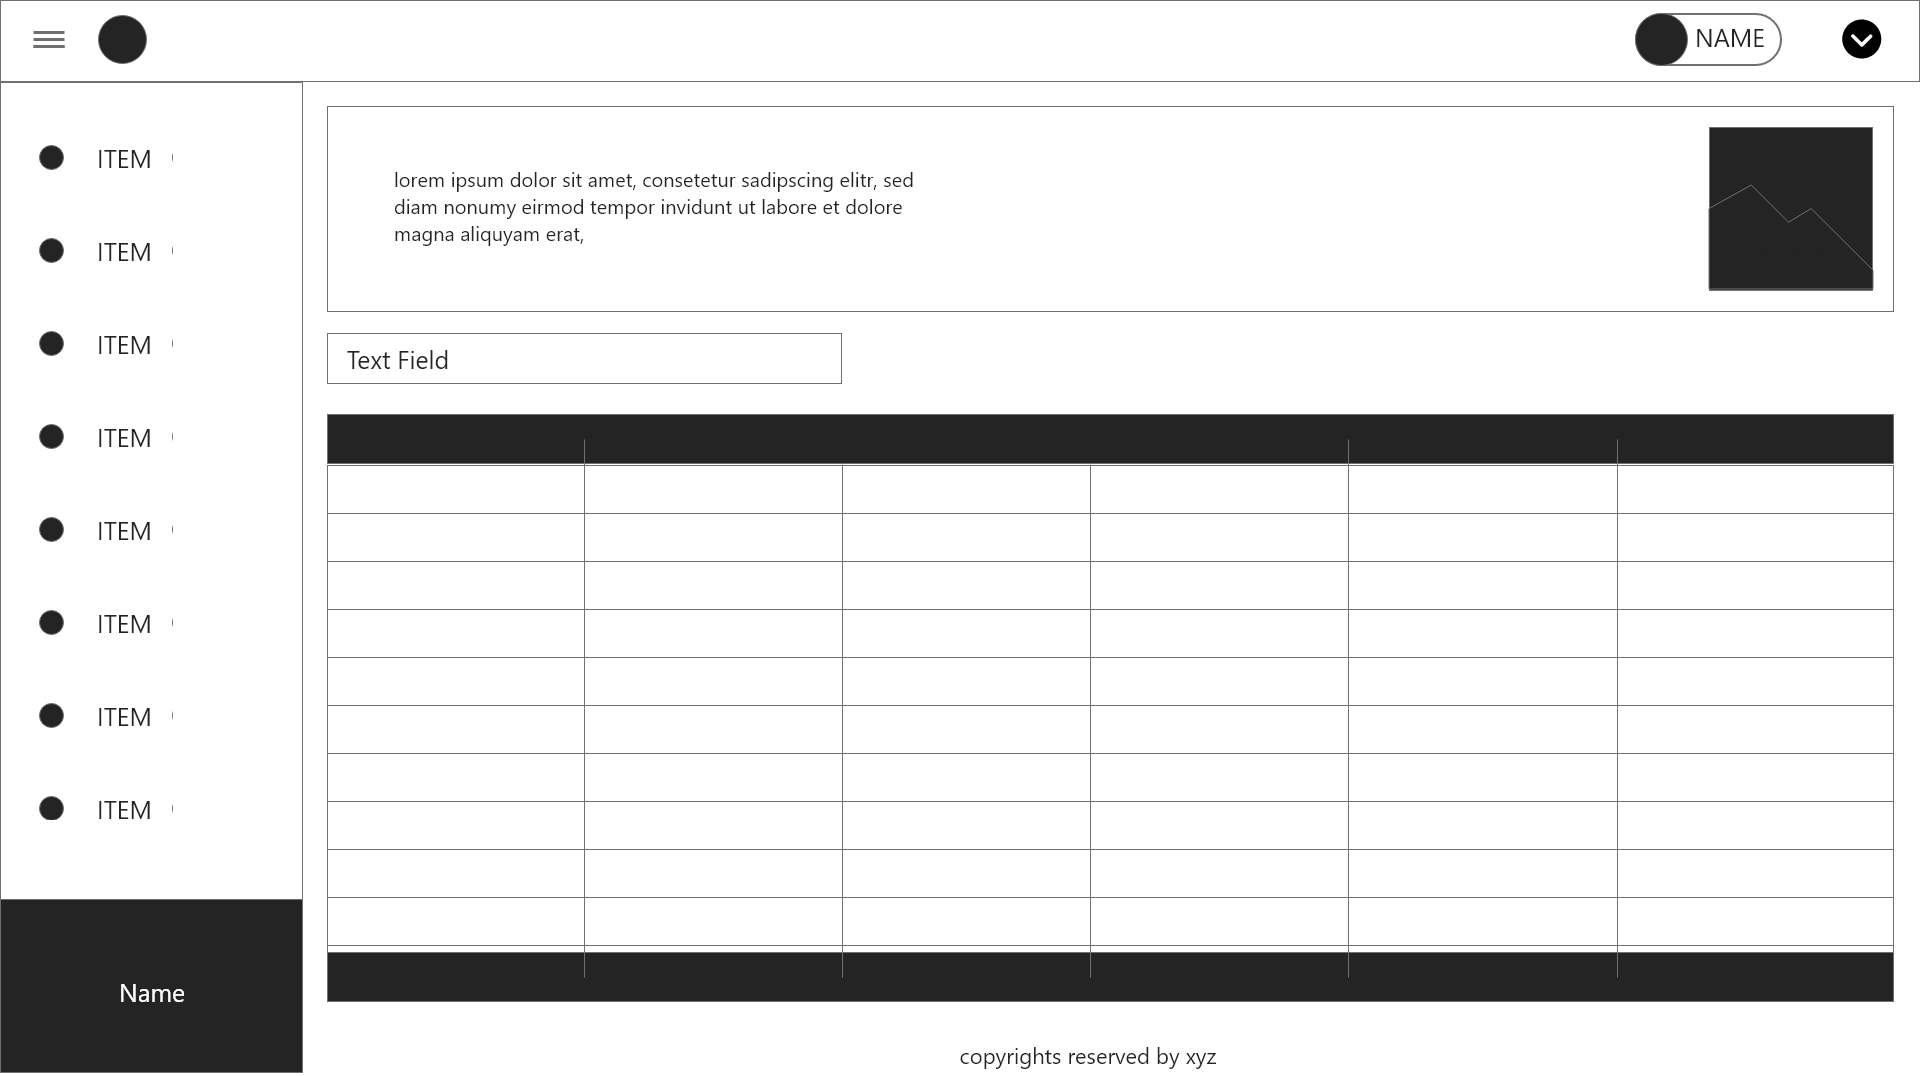 NAME
ITEM
ITEM
ITEM
ITEM
ITEM
ITEM
ITEM
ITEM
Name
lorem ipsum dolor sit amet, consetetur sadipscing elitr, sed
diam nonumy eirmod tempor invidunt ut labore et dolore
magna aliquyam erat,
Text Field
copyrights reserved by xyz